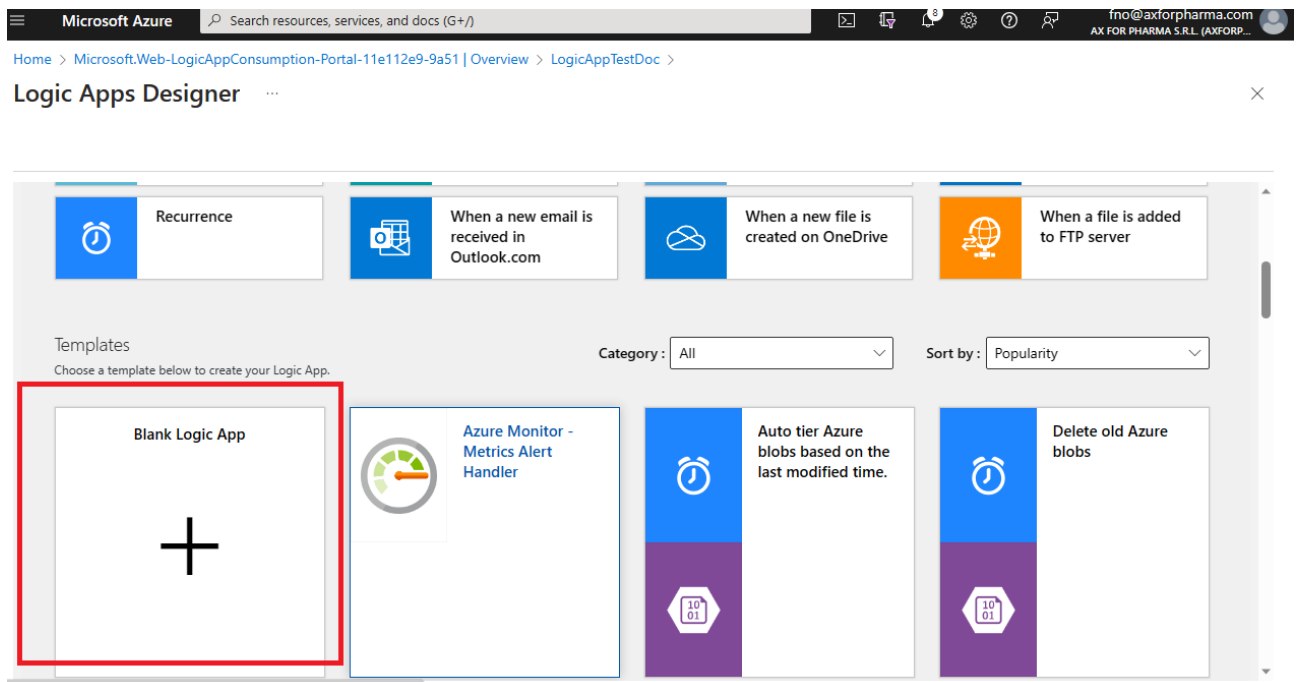 Microsoft Azure
Search resources, services, and docs (G+/)
8
fno@axforpharma.com
AX FOR PHARMA S.R.L. (AXFORP...
Home > Microsoft.Web-LogicAppConsumption-Portal-11e112e9-9a51 | Overview > LogicAppTestDoc >
Logic Apps Designer ...
Recurrence
When a new email is
received in
Outlook.com
When a new file is
created on OneDrive
When a file is added
to FTP server
Templates
Choose a template below to create your Logic App.
Category : All
Sort by : Popularity
Blank Logic App
Azure Monitor -
Metrics Alert
Handler
Auto tier Azure
blobs based on the
last modified time.
10
01
Delete old Azure
blobs
10
01